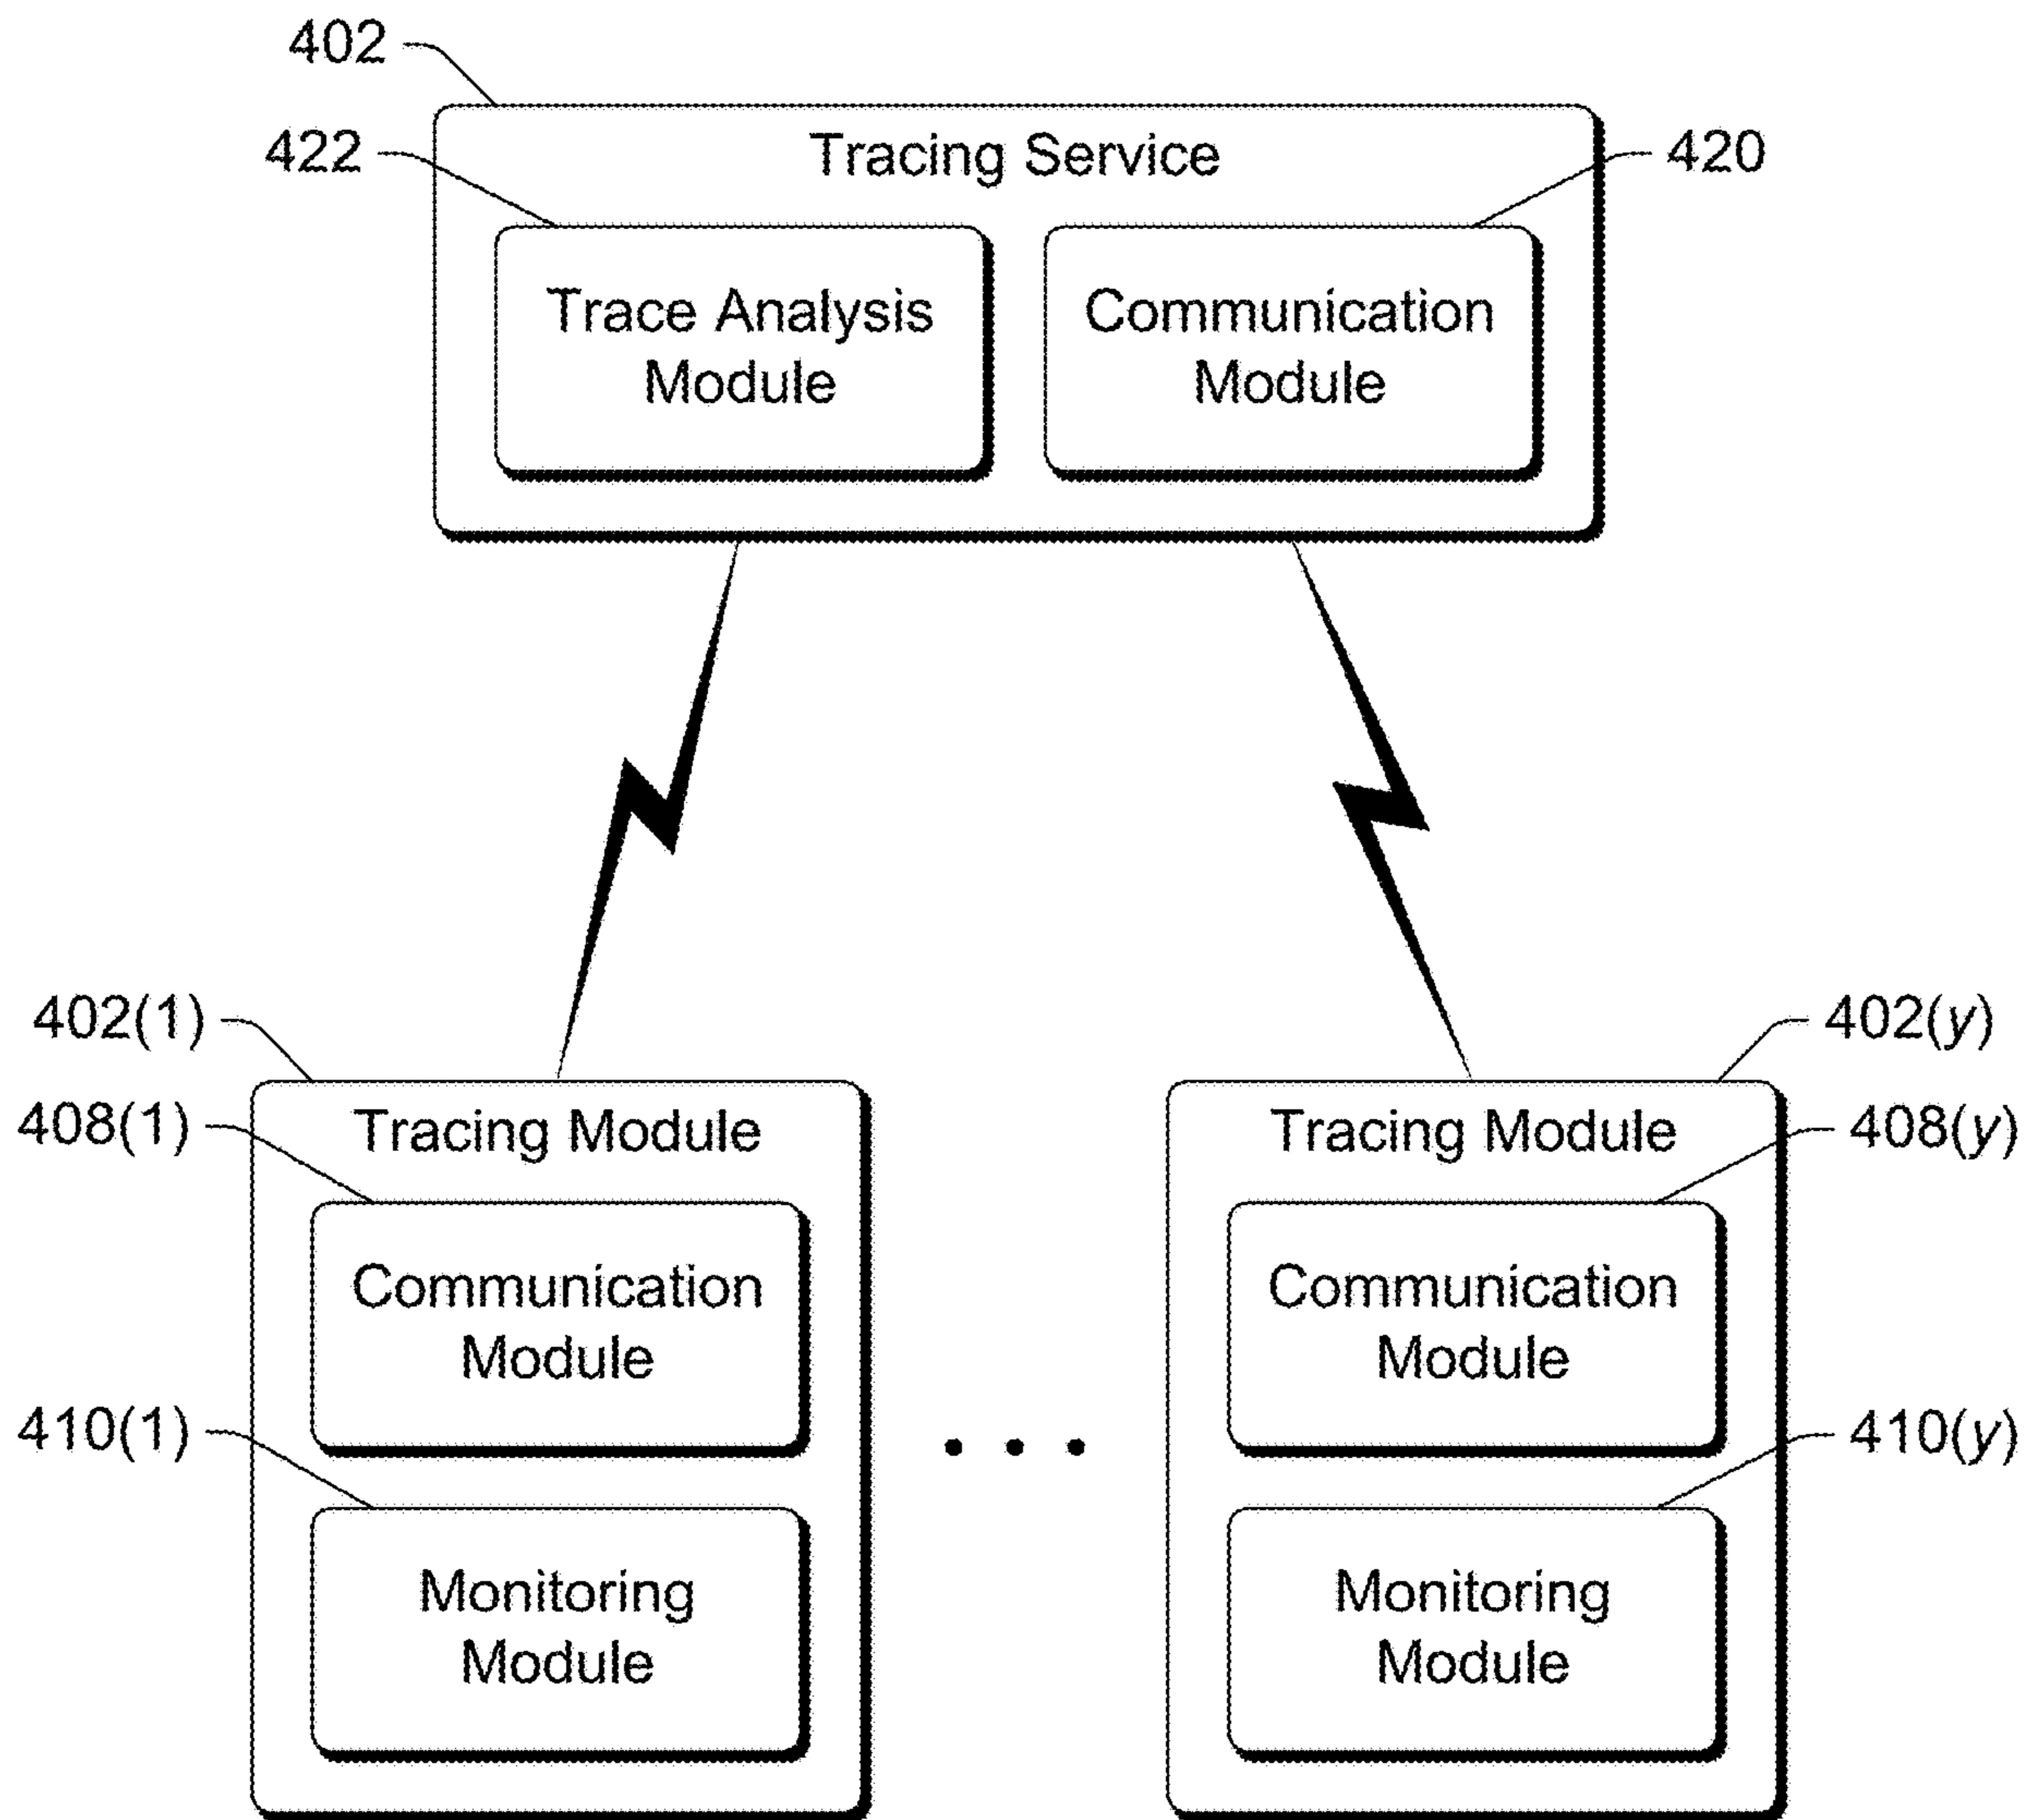 402
422
Tracing Service
420
Trace Analysis
Module
Communication
Module
402(1)
402(y)
408(1)
Tracing Module
Communication
Module
410(1)
Monitoring
Module
. . .
Tracing Module
408(y)
Communication
Module
410(y)
Monitoring
Module